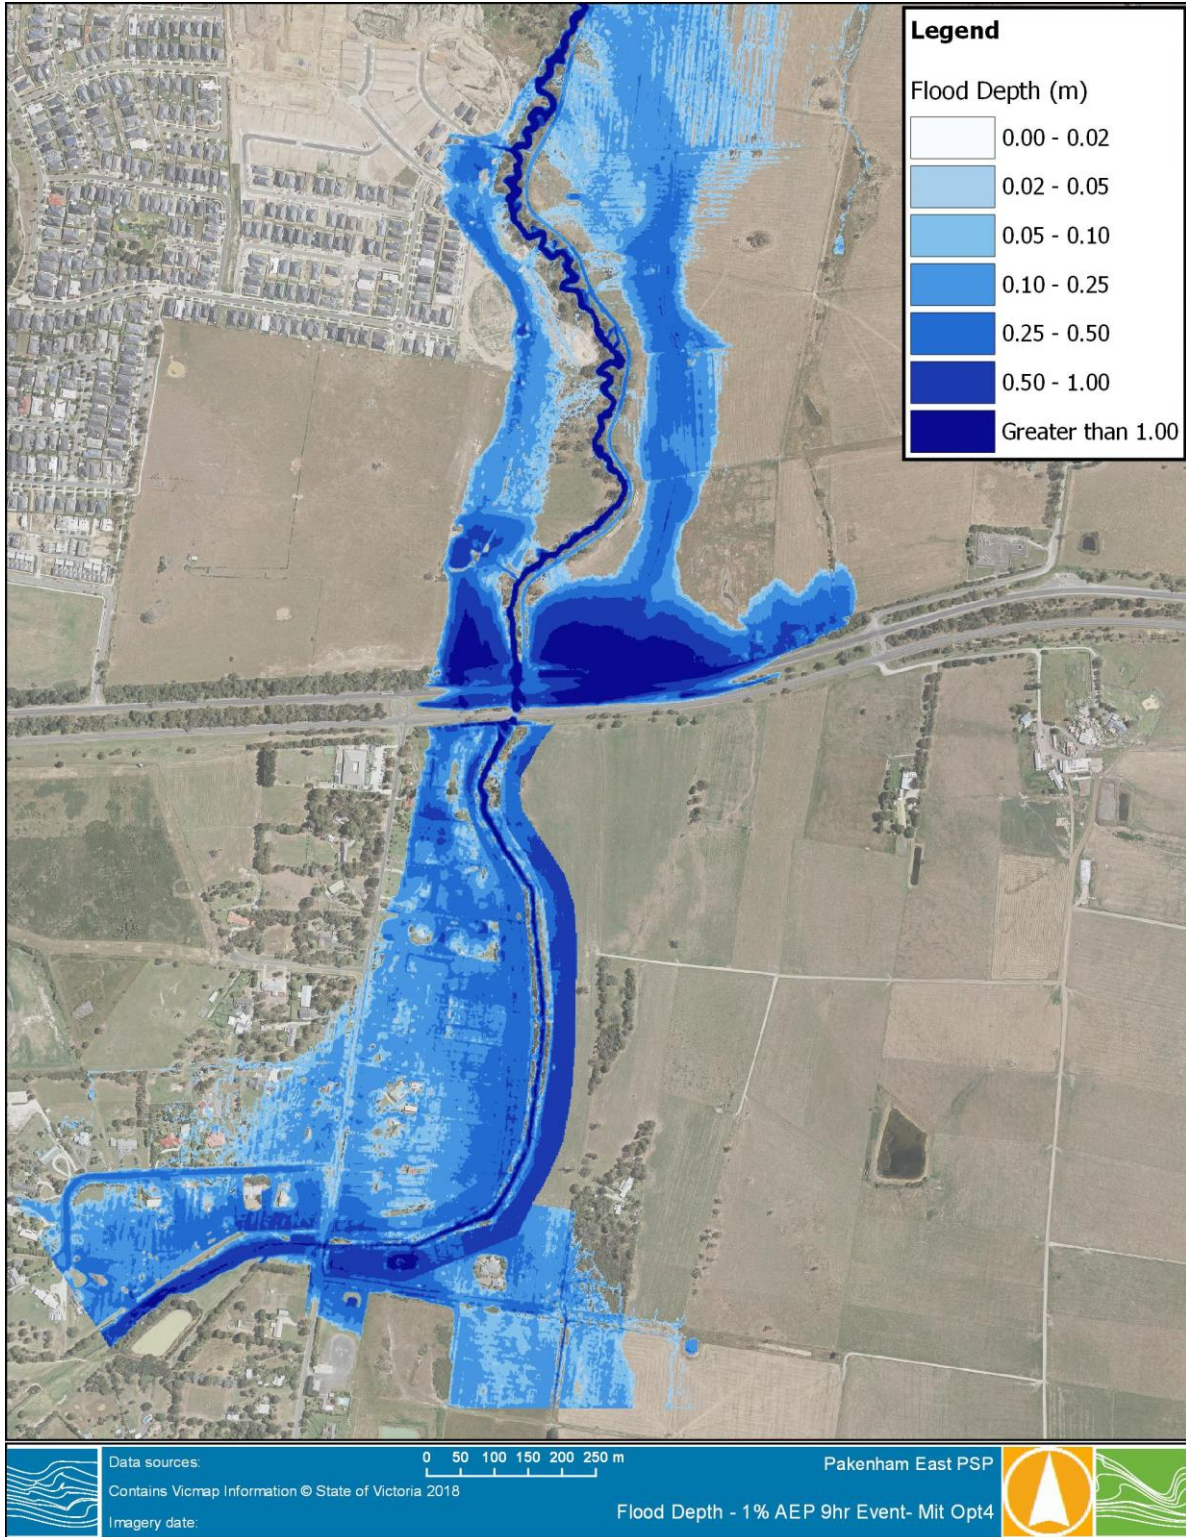 Legend
Flood Depth (m)
0.00 - 0.02
0.02 - 0.05
0.05 - 0.10
0.10 - 0.25
0.25 - 0.50
0.50 - 1.00
Greater than 1.00
Data sources:
Contains Vicmap Information © State of Victoria 2018
Imagery date:
0 50 100 150 200 250 m
Pakenham East PSP
Flood Depth - 1% AEP 9hr Event- Mit Opt4